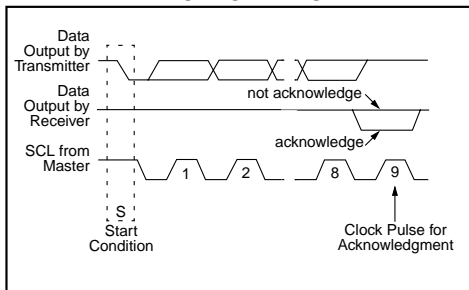 Data
Output by
Transmitter
Data
Output by
Receiver
not acknowledge
acknowledge
SCL from
Master
1
2
8
9
S
Start
Condition
Clock Pulse for
Acknowledgment